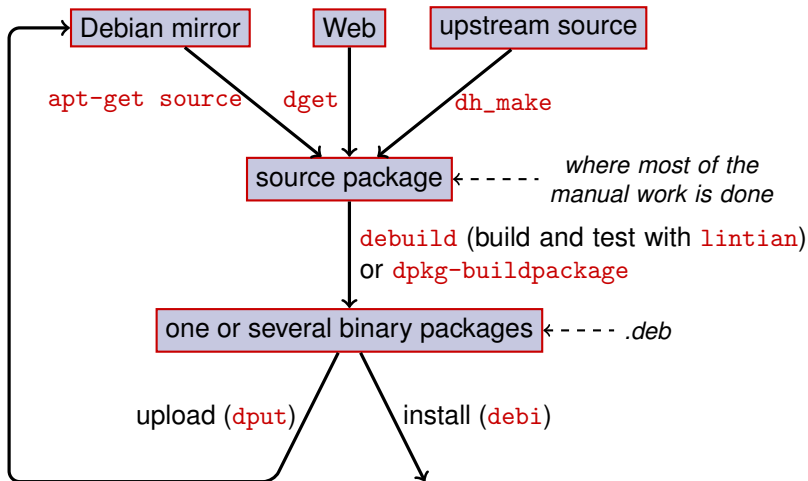 Debian mirror
Web
upstream source
apt-get source
dget
dh_make
source package
where most of the
manual work is done
debuild (build and test with lintian)
or dpkg-buildpackage
one or several binary packages
.deb
upload (dput)
install (debi)